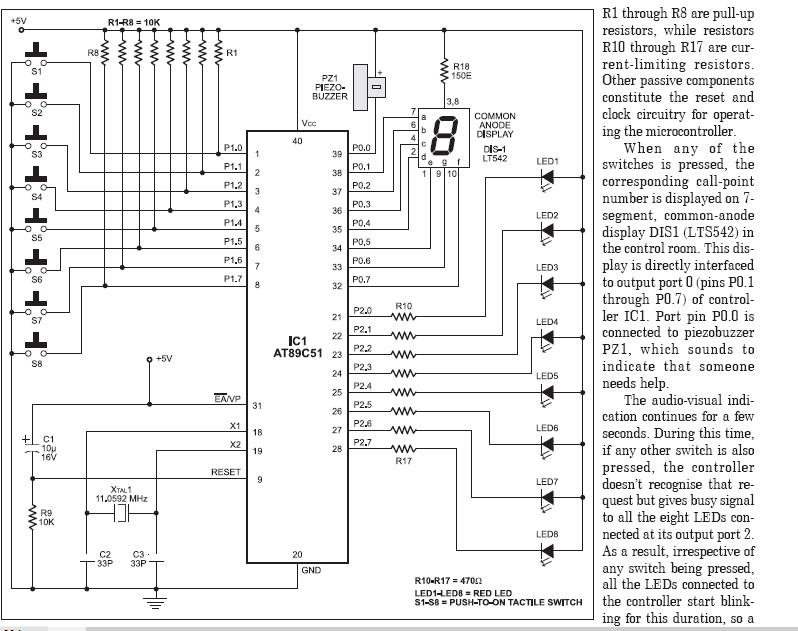 +5V
R1-R8 = 10K
R8
R1
S1
S2
S3
S4
S5
S6
S7
S8
P1.0
P1.1
P1.2
P1.3
P1.4
P1.5
P1.6
P1.7
1
2
3
4
5
6
7
8
VCC
40
PZ1
PIEZO-
BUZZER
+
R18
150E
3,8
COMMON
ANODE
DISPLAY
DIS-1
LT542
7
6
4
2
a
b
c
d
e g f
1 9 10
39
38
37
36
35
34
33
32
P0.0
P0.1
P0.2
P0,3
P0,4
P0,5
P0.6
P0.7
IC1
AT89C51
21
22
23
24
25
26
27
28
P2.0
P2.1
P2.2
P2.3
P2.4
P2.5
P2.6
P2.7
R10
R17
LED1
LED2
LED3
LED4
LED5
LED6
LED7
LED8
+5V
EA/VP
31
X1
18
X2
19
RESET
9
+
C1
10µ
16V
R9
10K
XTAL1
11.0592 MHz
C2
33P
C3
33P
20
GND
R10-R17 = 470Ω
LED1-LED8 = RED LED
S1-S8 = PUSH-TO-ON TACTILE SWITCH
R1 through R8 are pull-up
resistors, while resistors
R10 through R17 are cur-
rent-limiting resistors.
Other passive components
constitute the reset and
clock circuitry for operat-
ing the microcontroller.
When any of the
switches is pressed, the
corresponding call-point
number is displayed on 7-
segment, common-anode
display DIS1 (LTS542) in
the control room. This dis-
play is directly interfaced
to output port 0 (pins P0.1
through P0.7) of control-
ler IC1. Port pin P0.0 is
connected to piezobuzzer
PZ1, which sounds to
indicate that someone
needs help.
The audio-visual indi-
cation continues for a few
seconds. During this time,
if any other switch is also
pressed, the controller
doesn't recognise that re-
quest but gives busy signal
to all the eight LEDs con-
nected at its output port 2.
As a result, irrespective of
any switch being pressed,
all the LEDs connected to
the controller start blink-
ing for this duration, so a